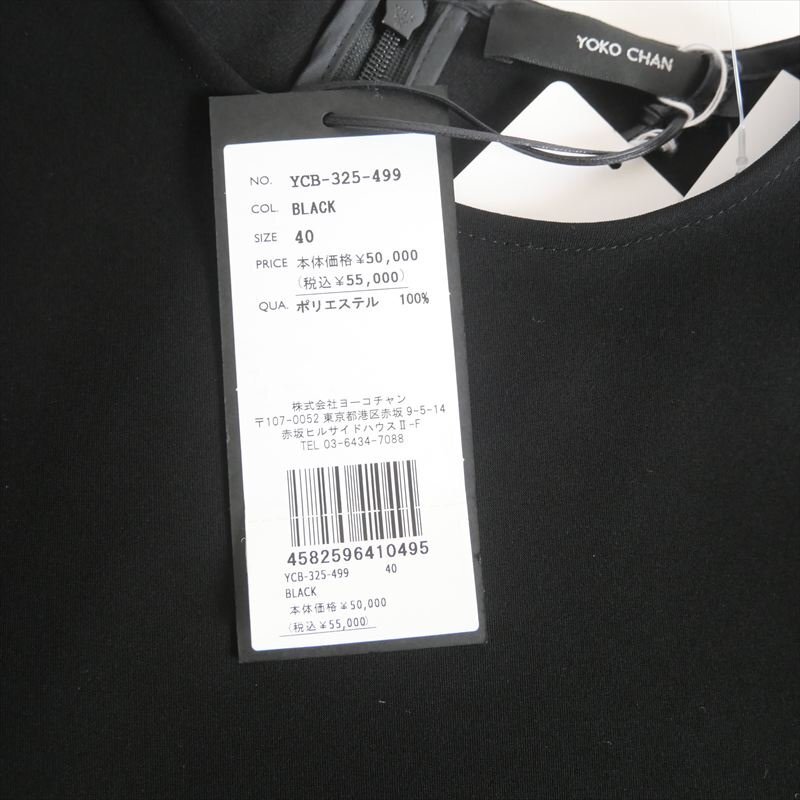 YOKO CHAN
NO. YCB-325-499
COL. BLACK
SIZE 40
PRICE 本体価格¥50,000
(税込¥55,000)
QUA. ポリエステル 100%
株式会社ヨーコチャン
〒107-0052 東京都港区赤坂 9-5-14
赤坂ヒルサイドハウスⅡ-F
TEL 03-6434-7088
4582596410495
YCB-325-499 40
BLACK
本体価格¥50,000
(税込¥55,000)